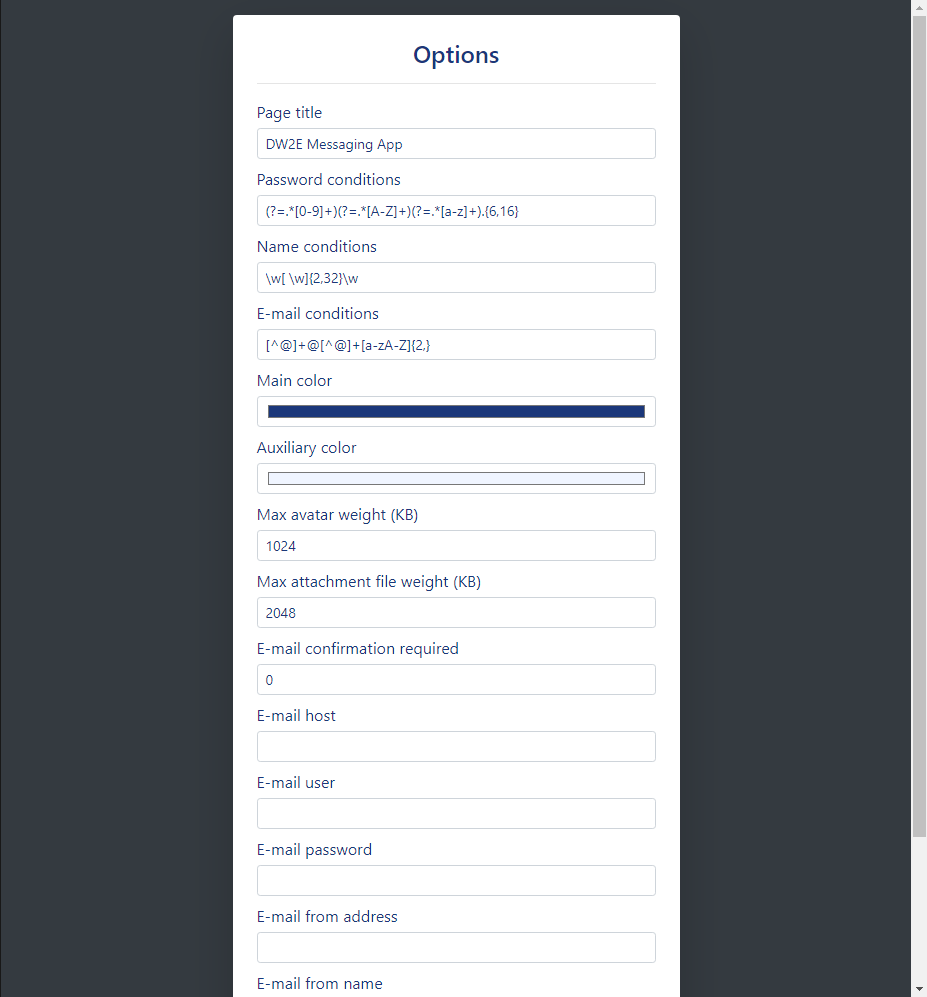 Options
Page title
DW2E Messaging App
Password conditions
(?=.*[0-9]+)(?=.*[A-Z]+)(?=.*[a-z]+).{6,16}
Name conditions
\w[ \w]{2,32}\w
E-mail conditions
[^@]+@[^@]+[a-zA-Z]{2,}
Main color
Auxiliary color
Max avatar weight (KB)
1024
Max attachment file weight (KB)
2048
E-mail confirmation required
0
E-mail host
E-mail user
E-mail password
E-mail from address
E-mail from name